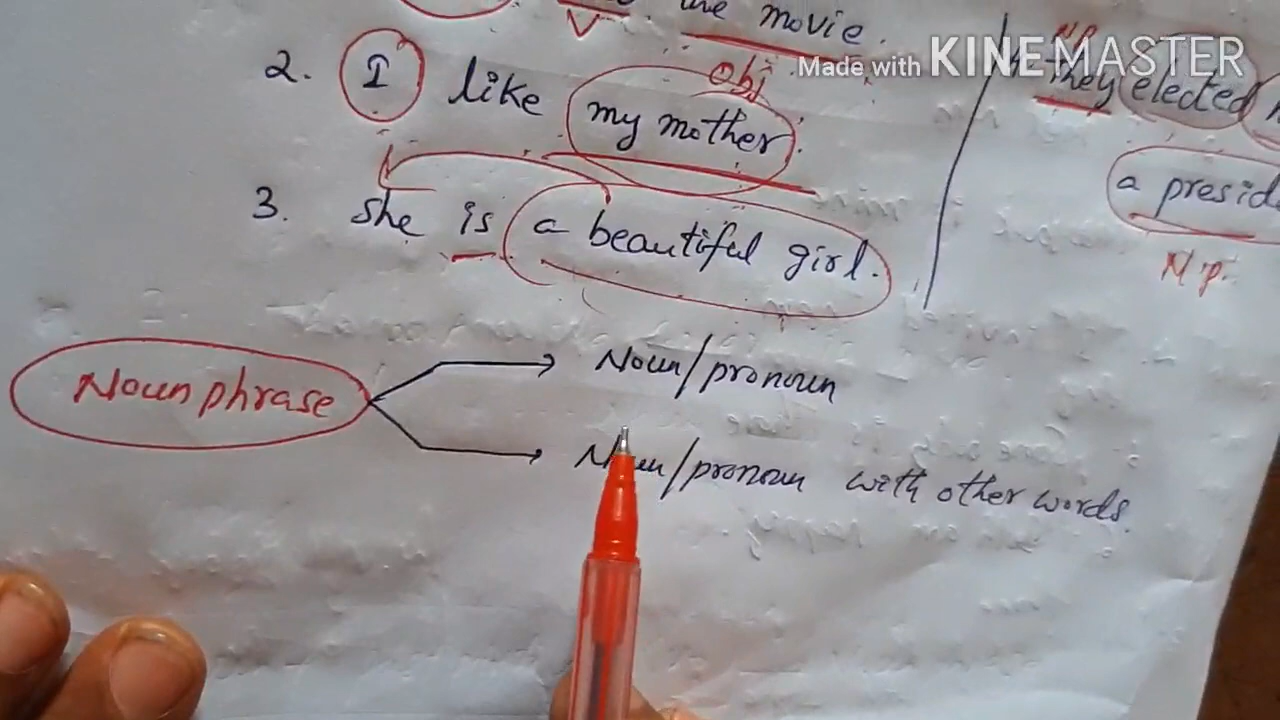 V the movie.
Made with KINEMASTER
2. I like my mother.
obj
3. she is a beautiful girl.
N.P.
they elected
a presid
N.p.
Noun phrase
Noun/pronoun
Noun/pronoun with other words.